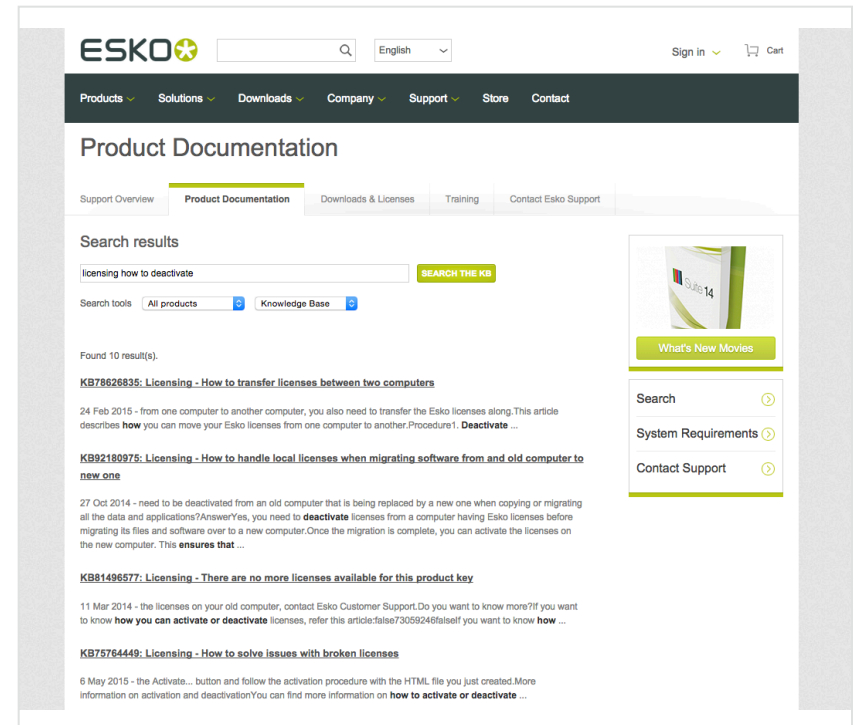 ESKO
English
Sign in
Cart
Products
Solutions
Downloads
Company
Support
Store
Contact
Product Documentation
Support Overview
Product Documentation
Downloads & Licenses
Training
Contact Esko Support
Search results
licensing how to deactivate
SEARCH THE KB
Search tools
All products
Knowledge Base
Found 10 result(s).
KB78626835: Licensing - How to transfer licenses between two computers
24 Feb 2015 - from one computer to another computer, you also need to transfer the Esko licenses along.This article
describes how you can move your Esko licenses from one computer to another.Procedure1. Deactivate ...
KB92180975: Licensing - How to handle local licenses when migrating software from and old computer to
new one
27 Oct 2014 - need to be deactivated from an old computer that is being replaced by a new one when copying or migrating
all the data and applications?AnswerYes, you need to deactivate licenses from a computer having Esko licenses before
migrating its files and software over to a new computer.Once the migration is complete, you can activate the licenses on
the new computer. This ensures that ...
KB81496577: Licensing - There are no more licenses available for this product key
11 Mar 2014 - the licenses on your old computer, contact Esko Customer Support.Do you want to know more?If you want
to know how you can activate or deactivate licenses, refer this article:false73059246falseIf you want to know how ...
KB75764449: Licensing - How to solve issues with broken licenses
6 May 2015 - the Activate... button and follow the activation procedure with the HTML file you just created.More
information on activation and deactivationYou can find more information on how to activate or deactivate ...
Suite 14
What's New Movies
Search
System Requirements
Contact Support